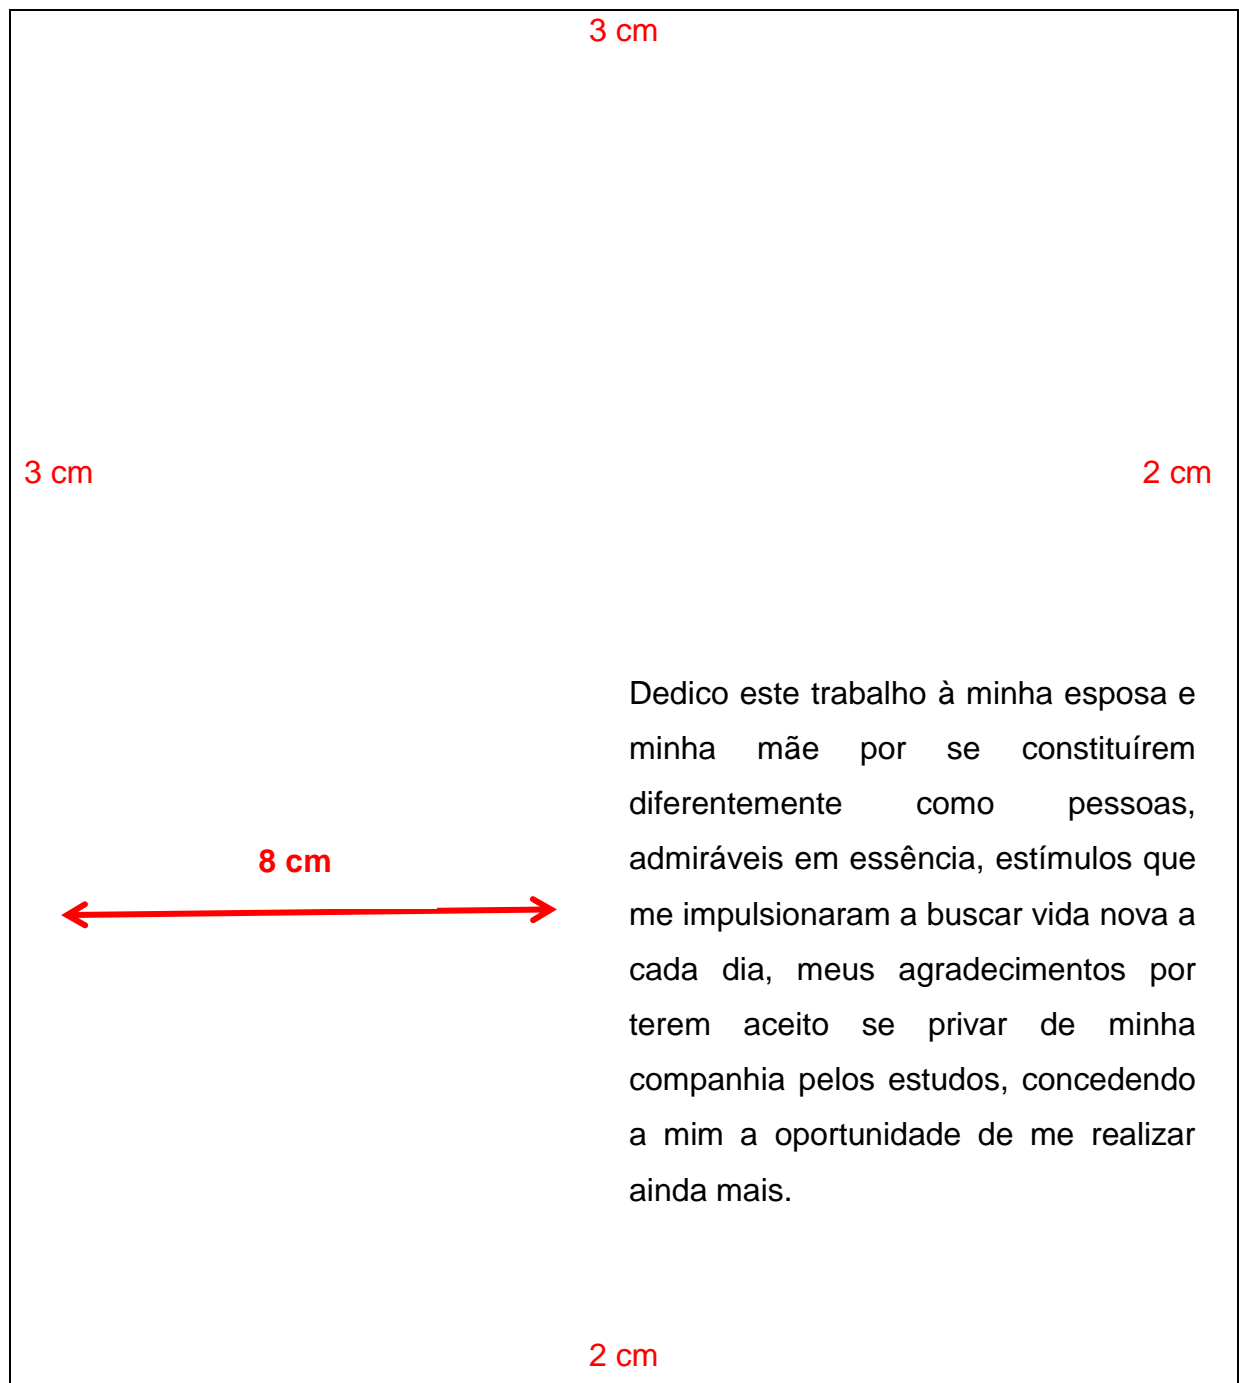 3 cm
3 cm
2 cm
Dedico este trabalho à minha esposa e
minha mãe por se constituírem
diferentemente como pessoas,
admiráveis em essência, estímulos que
me impulsionaram a buscar vida nova a
cada dia, meus agradecimentos por
terem aceito se privar de minha
companhia pelos estudos, concedendo
a mim a oportunidade de me realizar
ainda mais.
8 cm
2 cm